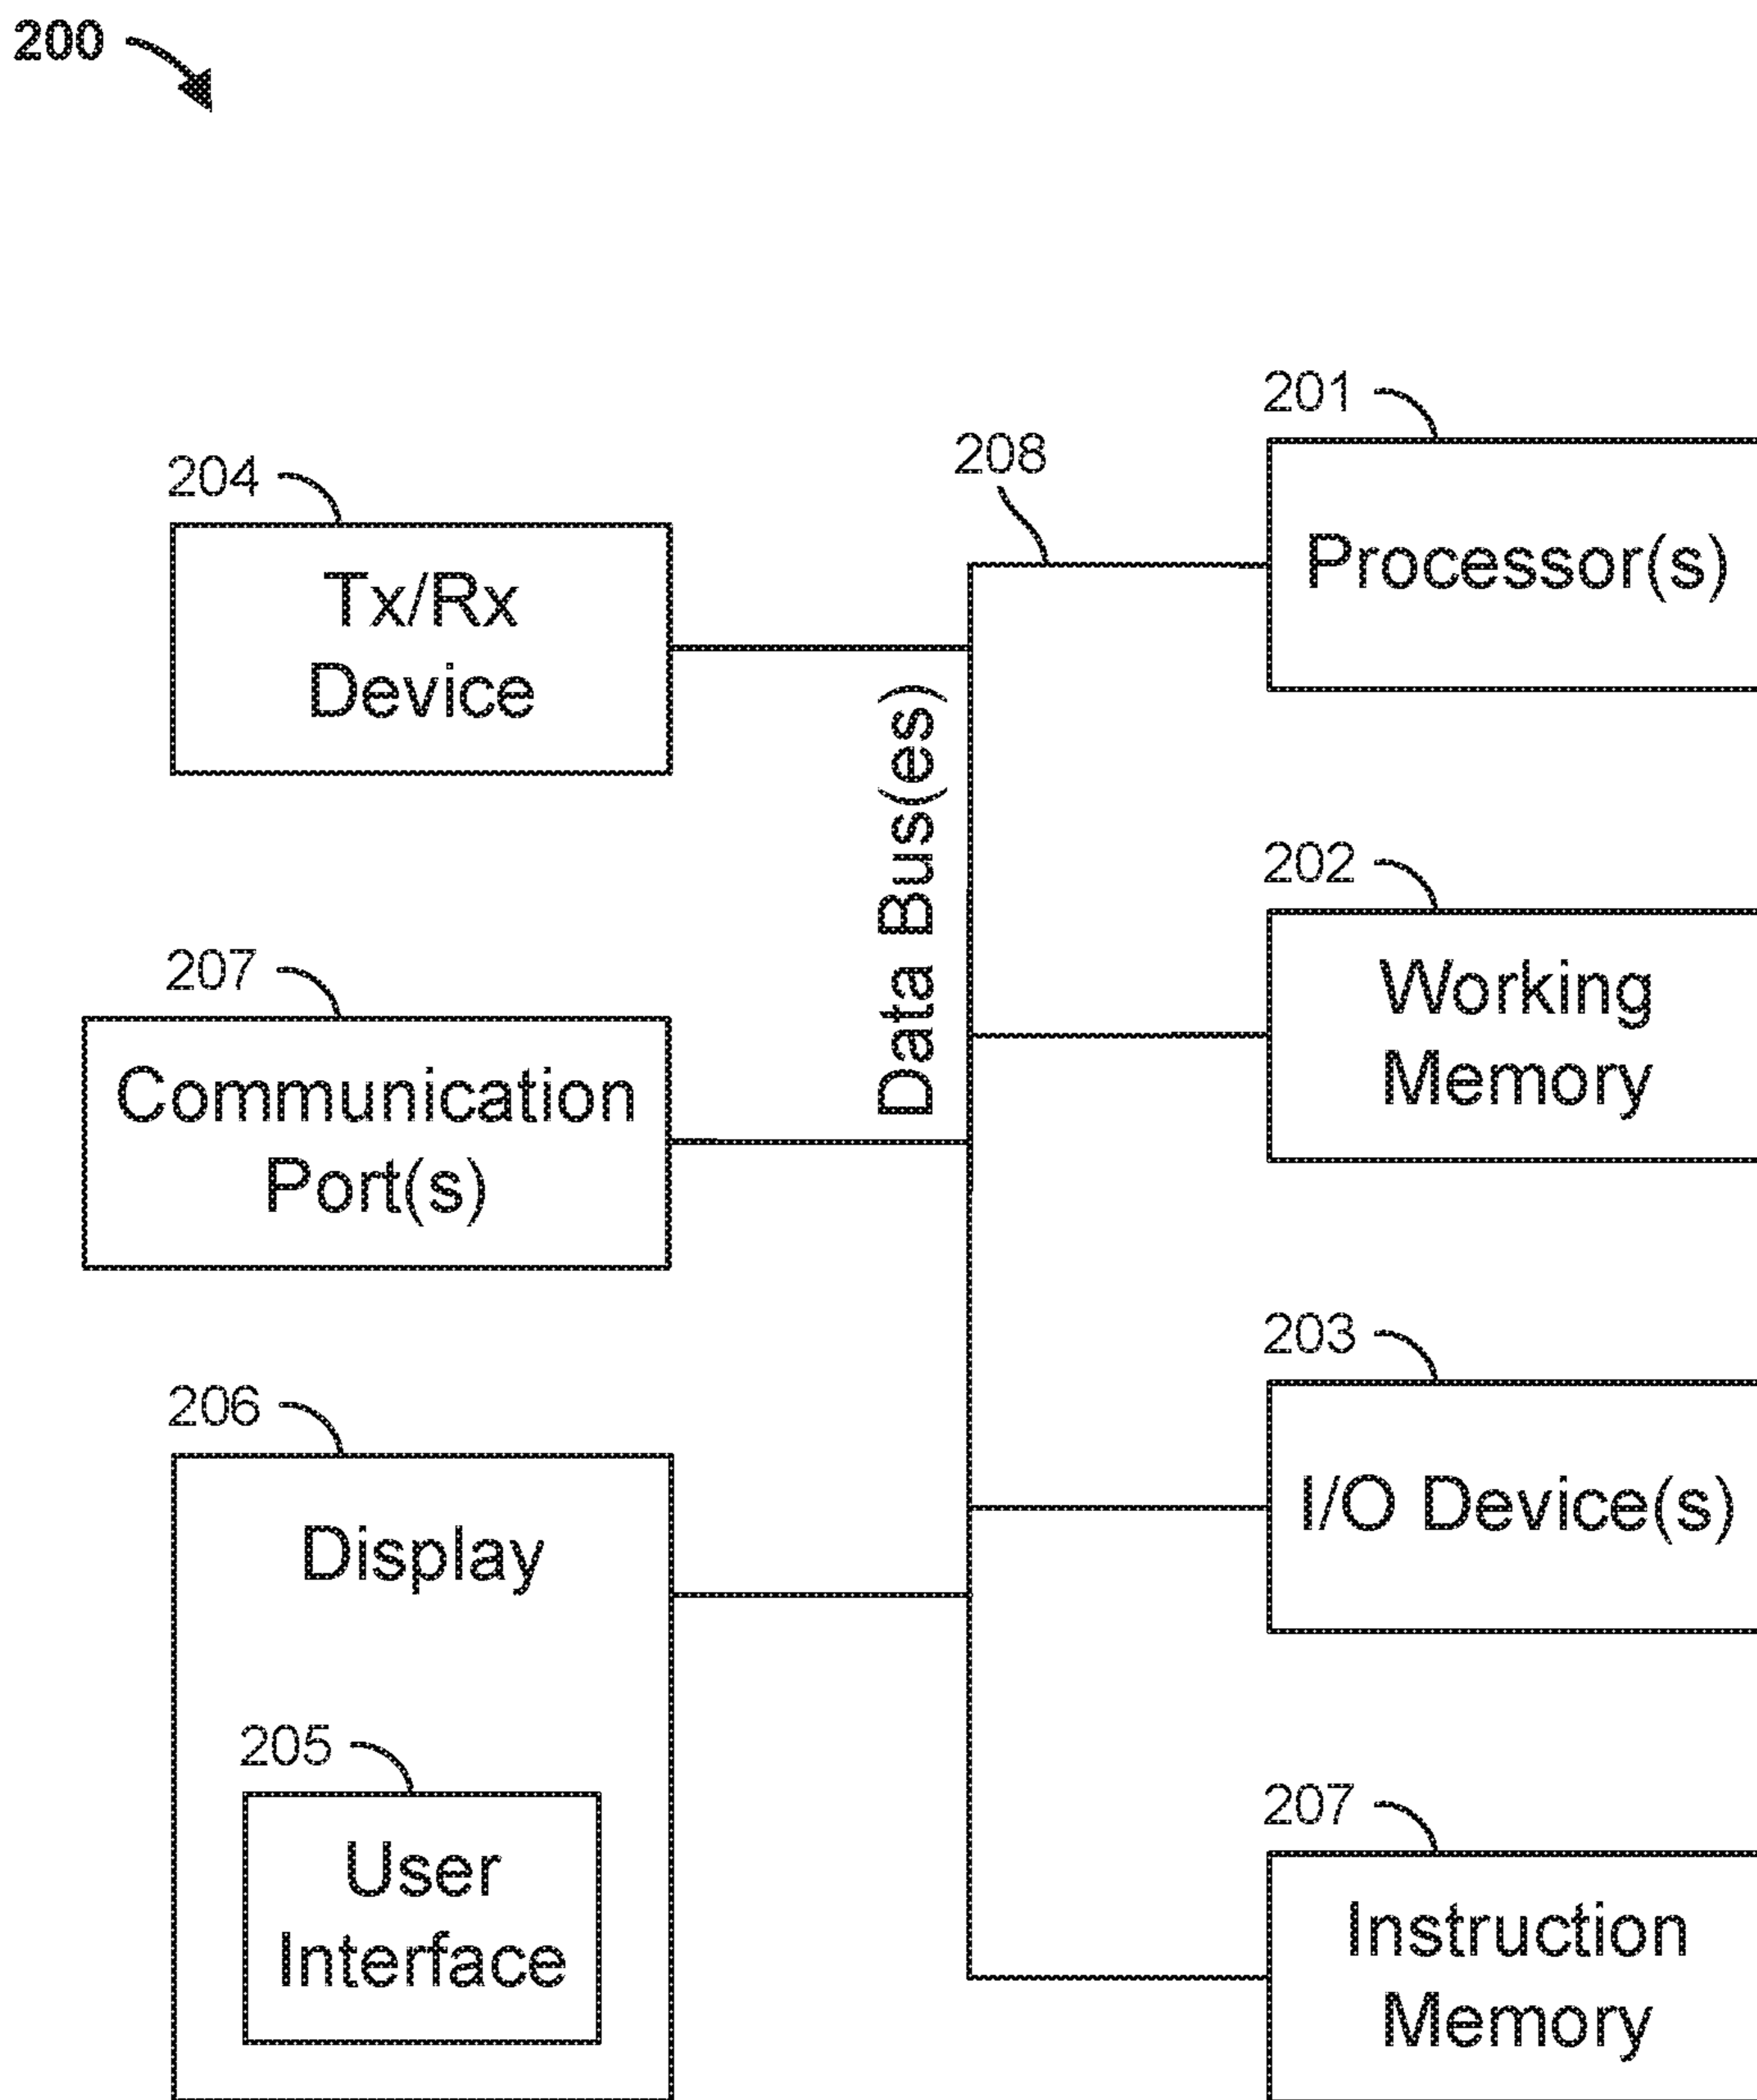 200
204
Tx/Rx
Device
207
Communication
Port(s)
206
Display
205
User
Interface
208
Data Bus(es)
201
Processor(s)
202
Working
Memory
203
I/O Device(s)
207
Instruction
Memory